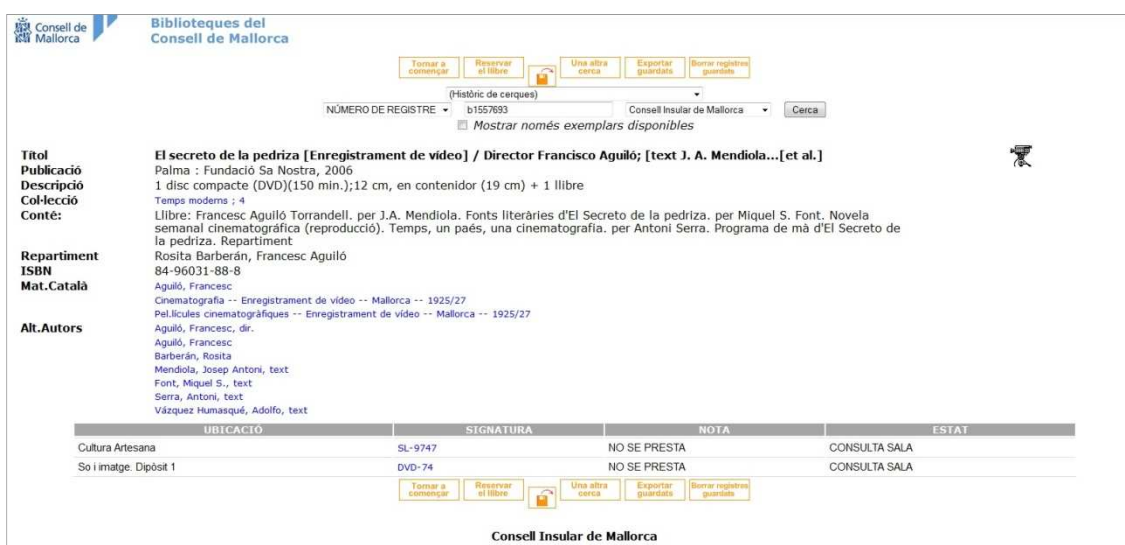 Consell de Mallorca
Biblioteques del
Consell de Mallorca
Tornar a començar
Reservar el llibre
Una altra cerca
Exportar guardats
Borrar registres guardats
(Històric de cerques)
NÚMERO DE REGISTRE b1557693 Consell Insular de Mallorca Cerca
Mostrar només exemplars disponibles
Títol El secreto de la pedriza [Enregistrament de vídeo] / Director Francisco Aguiló; [text J. A. Mendiola...[et al.]
Publicació Palma : Fundació Sa Nostra, 2006
Descripció 1 disc compacte (DVD)(150 min.);12 cm, en contenidor (19 cm) + 1 llibre
Col·lecció Temps moderns ; 4
Conté: Llibre: Francesc Aguiló Torrandell. per J.A. Mendiola. Fonts literàries d'El Secreto de la pedriza. per Miquel S. Font. Novela
semanal cinematográfica (reproducció). Temps, un paés, una cinematografia. per Antoni Serra. Programa de mà d'El Secreto de
la pedriza. Repartiment
Repartiment Rosita Barberán, Francesc Aguiló
ISBN 84-96031-88-8
Mat.Català Aguiló, Francesc
Cinematografia -- Enregistrament de vídeo -- Mallorca -- 1925/27
Pel.lícules cinematogràfiques -- Enregistrament de vídeo -- Mallorca -- 1925/27
Alt.Autors Aguiló, Francesc, dir.
Aguiló, Francesc
Barberán, Rosita
Mendiola, Josep Antoni, text
Font, Miquel S., text
Serra, Antoni, text
Vázquez Humasqué, Adolfo, text
UBICACIÓ SIGNATURA NOTA ESTAT
Cultura Artesana SL-9747 NO SE PRESTA CONSULTA SALA
So i imatge. Dipòsit 1 DVD-74 NO SE PRESTA CONSULTA SALA
Tornar a començar
Reservar el llibre
Una altra cerca
Exportar guardats
Borrar registres guardats
Consell Insular de Mallorca